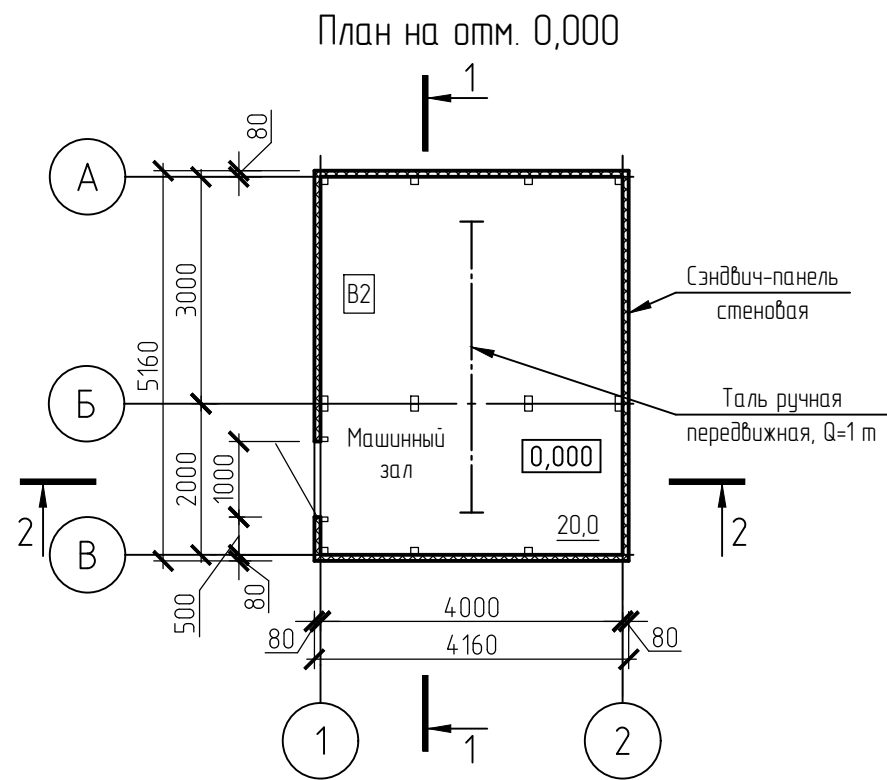 План на отм. 0,000
1
80
А
3000
5160
В2
Сэндвич-панель
стеновая
Б
Таль ручная
передвижная, Q=1 т
Машинный
зал
0,000
2000
1000
2
2
20,0
В
500
80
4000
80
80
4160
1
1
2